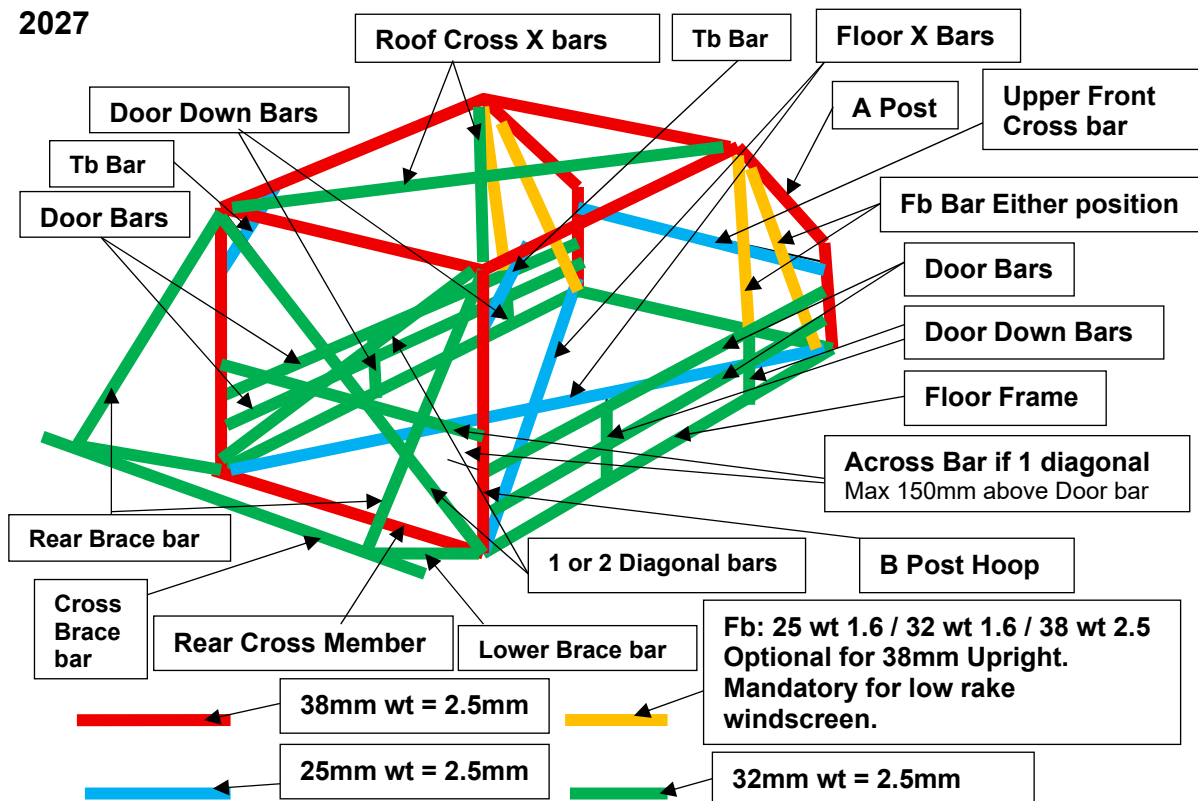 2027
Roof Cross X bars
Tb Bar
Floor X Bars
Door Down Bars
A Post
Upper Front
Cross bar
Tb Bar
Door Bars
Fb Bar Either position
Door Bars
Door Down Bars
Floor Frame
Across Bar if 1 diagonal
Max 150mm above Door bar
Rear Brace bar
1 or 2 Diagonal bars
B Post Hoop
Cross
Brace
bar
Rear Cross Member
Lower Brace bar
Fb: 25 wt 1.6 / 32 wt 1.6 / 38 wt 2.5
Optional for 38mm Upright.
Mandatory for low rake
windscreen.
38mm wt = 2.5mm
25mm wt = 2.5mm
32mm wt = 2.5mm